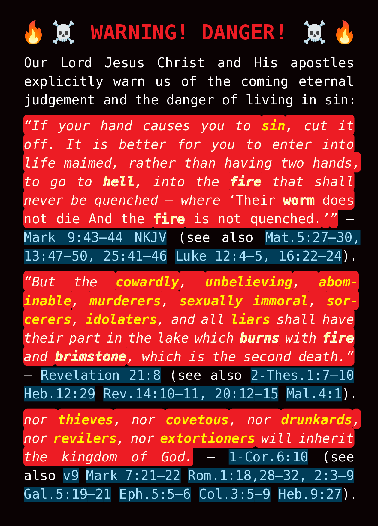 🔥☠️ WARNING! DANGER! ☠️🔥
Our Lord Jesus Christ and His apostles
explicitly warn us of the coming eternal
judgement and the danger of living in sin:
“If your hand causes you to sin, cut it
off. It is better for you to enter into
life maimed, rather than having two hands,
to go to hell, into the fire that shall
never be quenched — where ‘Their worm does
not die And the fire is not quenched.’” —
Mark 9:43–44 NKJV (see also Mat.5:27–30,
13:47–50, 25:41–46 Luke 12:4–5, 16:22–24).
“But the cowardly, unbelieving, abom-
inable, murderers, sexually immoral, sor-
cerers, idolaters, and all liars shall have
their part in the lake which burns with fire
and brimstone, which is the second death.”
— Revelation 21:8 (see also 2-Thes.1:7–10
Heb.12:29 Rev.14:10–11, 20:12–15 Mal.4:1).
nor thieves, nor covetous, nor drunkards,
nor revilers, nor extortioners will inherit
the kingdom of God. — 1-Cor.6:10 (see
also v9 Mark 7:21–22 Rom.1:18,28–32, 2:3–9
Gal.5:19–21 Eph.5:5–6 Col.3:5–9 Heb.9:27).